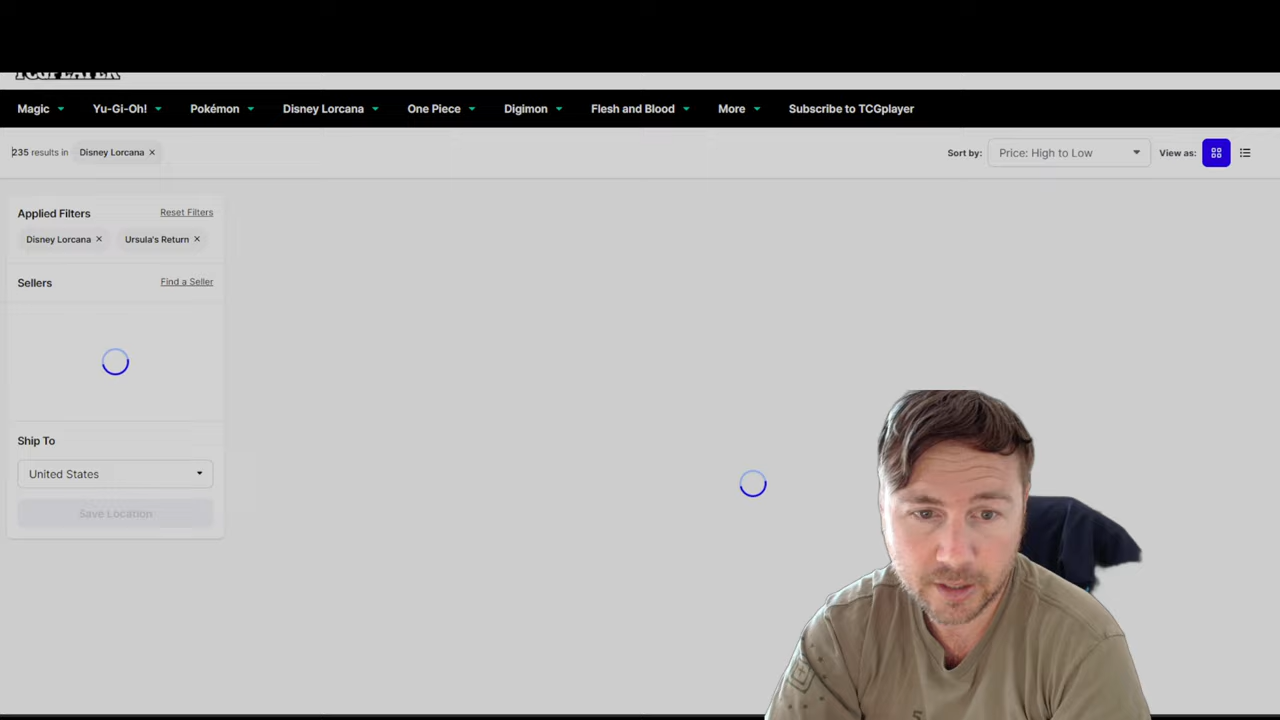 TCGPLAYER
Magic Yu-Gi-Oh! Pokémon Disney Lorcana One Piece Digimon Flesh and Blood More Subscribe to TCGplayer
235 results in Disney Lorcana × Sort by: Price: High to Low View as:
Applied Filters Reset Filters
Disney Lorcana × Ursula's Return ×
Sellers Find a Seller
Ship To
United States
Save Location